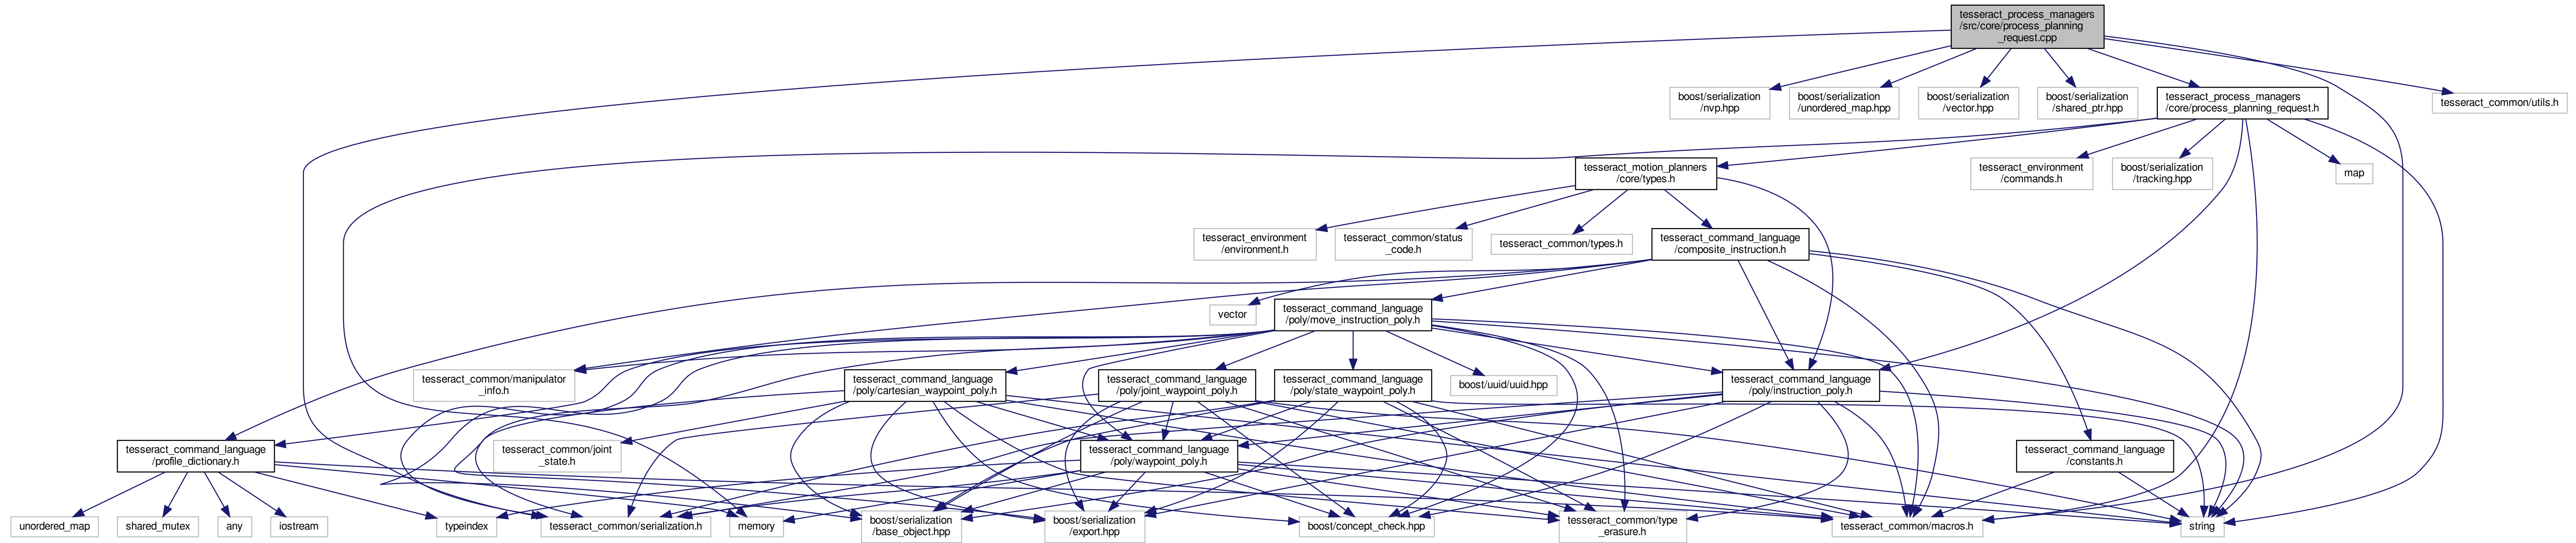 tesseract_process_managers
/src/core/process_planning
_request.cpp
boost/serialization
/nvp.hpp
boost/serialization
/unordered_map.hpp
boost/serialization
/vector.hpp
boost/serialization
/shared_ptr.hpp
tesseract_process_managers
/core/process_planning_request.h
tesseract_common/utils.h
tesseract_motion_planners
/core/types.h
tesseract_environment
/commands.h
boost/serialization
/tracking.hpp
map
tesseract_environment
/environment.h
tesseract_common/status
_code.h
tesseract_common/types.h
tesseract_command_language
/composite_instruction.h
vector
tesseract_command_language
/poly/move_instruction_poly.h
tesseract_common/manipulator
_info.h
tesseract_command_language
/poly/cartesian_waypoint_poly.h
tesseract_command_language
/poly/joint_waypoint_poly.h
tesseract_command_language
/poly/state_waypoint_poly.h
boost/uuid/uuid.hpp
tesseract_command_language
/poly/instruction_poly.h
tesseract_command_language
/profile_dictionary.h
tesseract_common/joint
_state.h
tesseract_command_language
/poly/waypoint_poly.h
tesseract_command_language
/constants.h
unordered_map
shared_mutex
any
iostream
typeindex
tesseract_common/serialization.h
memory
boost/serialization
/base_object.hpp
boost/serialization
/export.hpp
boost/concept_check.hpp
tesseract_common/type
_erasure.h
tesseract_common/macros.h
string